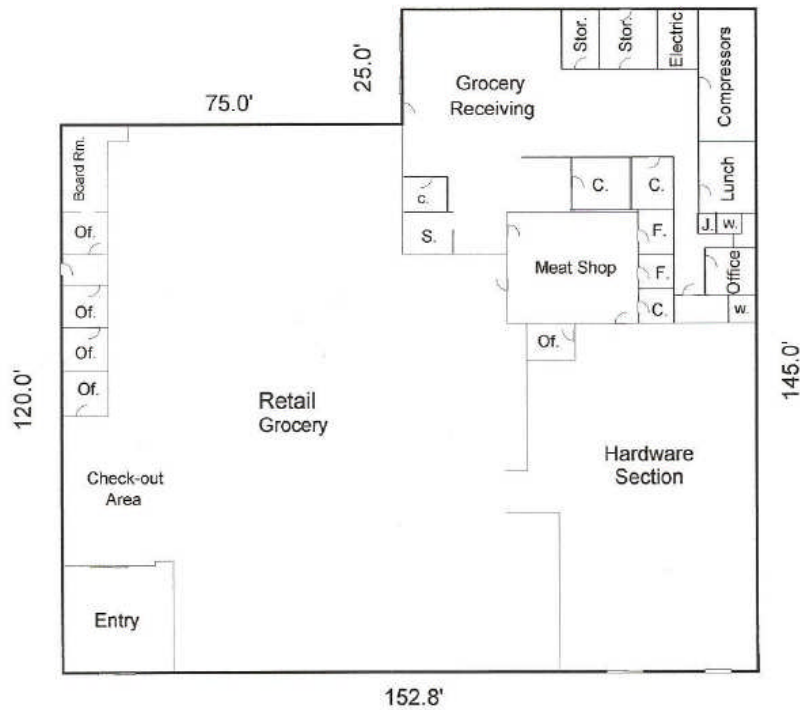 Stor.
Stor.
Electric
Compressors
25.0'
Grocery
Receiving
75.0'
Board Rm.
Lunch
C.
C.
c.
Of.
S.
F.
J.
w.
Meat Shop
F.
Office
Of.
C.
w.
Of.
Of.
Of.
120.0'
145.0'
Retail
Grocery
Hardware
Section
Check-out
Area
Entry
152.8'